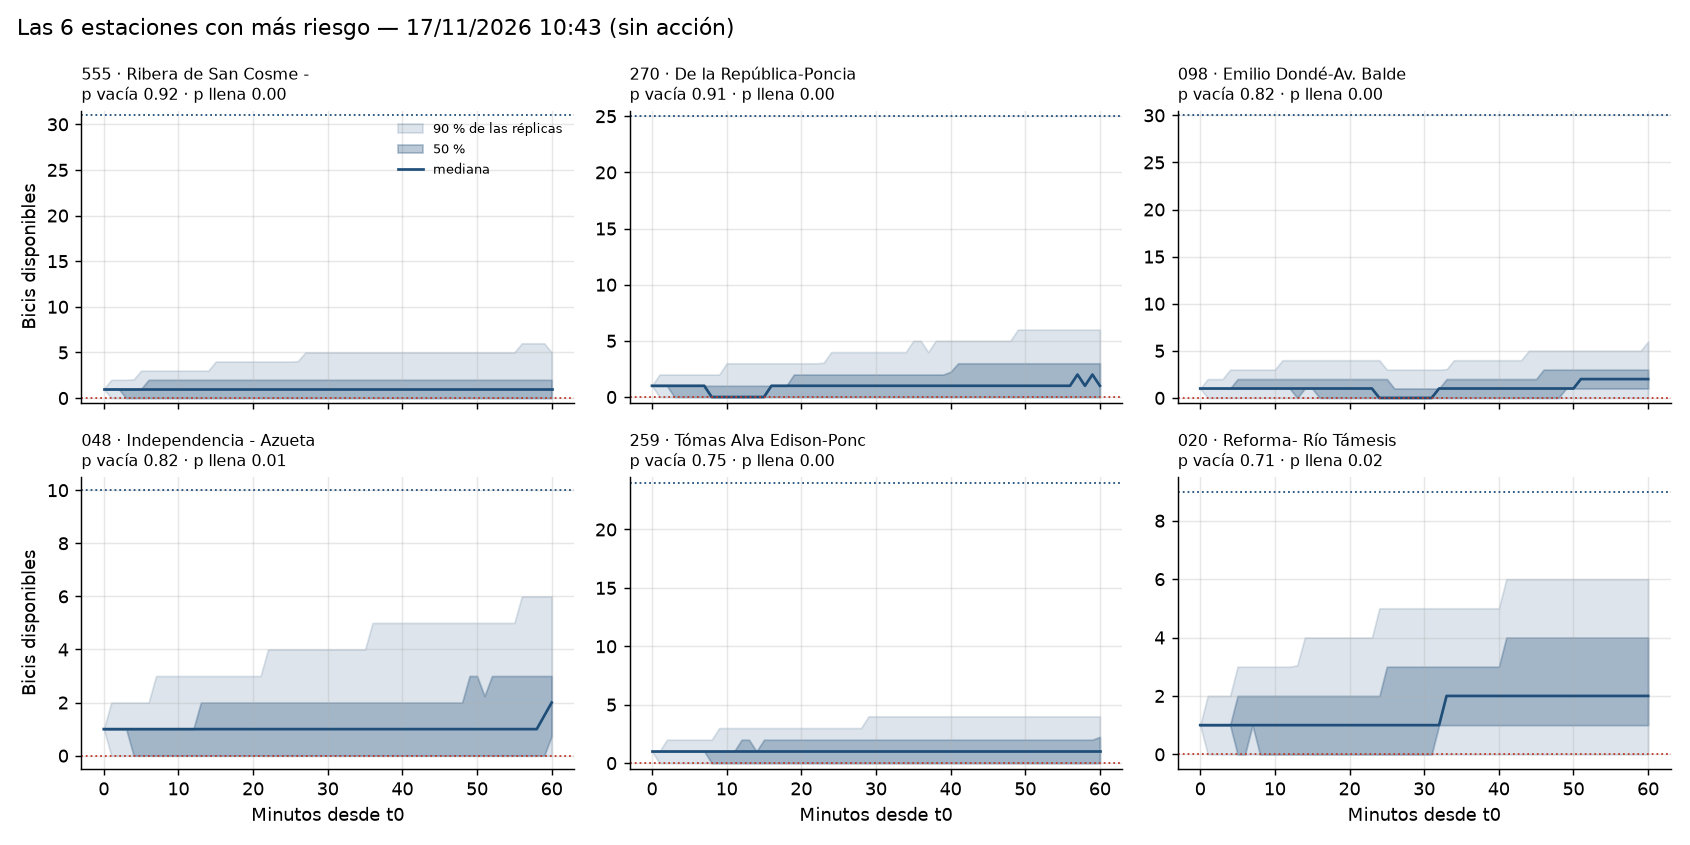 Las 6 estaciones con más riesgo — 17/11/2026 10:43 (sin acción)
555 · Ribera de San Cosme -
p vacía 0.92 · p llena 0.00
90 % de las réplicas
50 %
mediana
30
25
20
15
10
5
0
Bicis disponibles
270 · De la República-Poncia
p vacía 0.91 · p llena 0.00
25
20
15
10
5
0
098 · Emilio Dondé-Av. Balde
p vacía 0.82 · p llena 0.00
30
25
20
15
10
5
0
048 · Independencia - Azueta
p vacía 0.82 · p llena 0.01
10
8
6
4
2
0
Bicis disponibles
0 10 20 30 40 50 60
Minutos desde t0
259 · Tómas Alva Edison-Ponc
p vacía 0.75 · p llena 0.00
20
15
10
5
0
0 10 20 30 40 50 60
Minutos desde t0
020 · Reforma- Río Támesis
p vacía 0.71 · p llena 0.02
8
6
4
2
0
0 10 20 30 40 50 60
Minutos desde t0